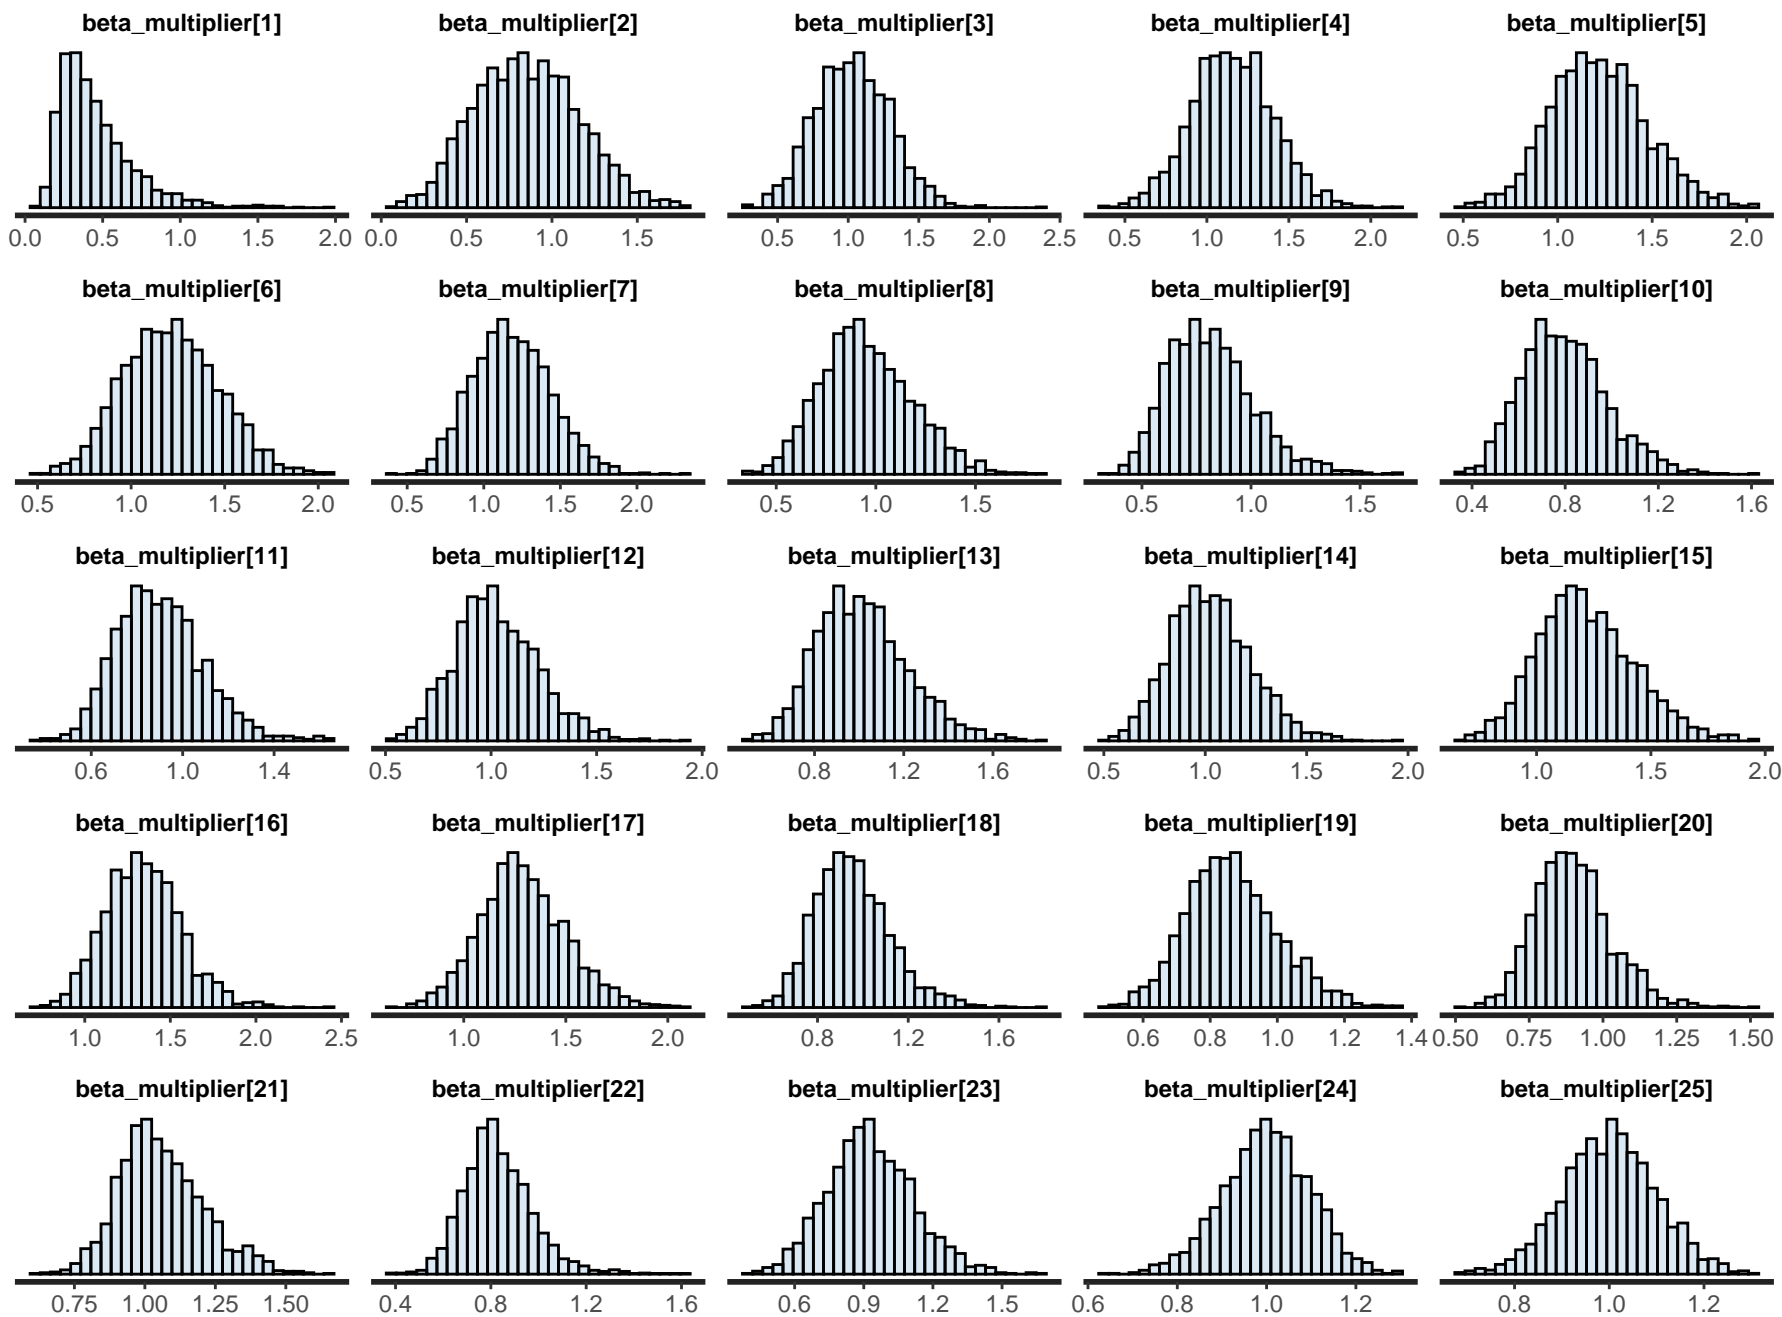 beta_multiplier[1] beta_multiplier[2] beta_multiplier[3] beta_multiplier[4] beta_multiplier[5]
0.0 0.5 1.0 1.5 2.0 0.0 0.5 1.0 1.5 0.5 1.0 1.5 2.0 2.5 0.5 1.0 1.5 2.0 0.5 1.0 1.5 2.0
beta_multiplier[6] beta_multiplier[7] beta_multiplier[8] beta_multiplier[9] beta_multiplier[10]
0.5 1.0 1.5 2.0 0.5 1.0 1.5 2.0 0.5 1.0 1.5 0.5 1.0 1.5 0.4 0.8 1.2 1.6
beta_multiplier[11] beta_multiplier[12] beta_multiplier[13] beta_multiplier[14] beta_multiplier[15]
0.6 1.0 1.4 0.5 1.0 1.5 2.0 0.8 1.2 1.6 0.5 1.0 1.5 2.0 1.0 1.5 2.0
beta_multiplier[16] beta_multiplier[17] beta_multiplier[18] beta_multiplier[19] beta_multiplier[20]
1.0 1.5 2.0 2.5 1.0 1.5 2.0 0.8 1.2 1.6 0.6 0.8 1.0 1.2 1.4 0.50 0.75 1.00 1.25 1.50
beta_multiplier[21] beta_multiplier[22] beta_multiplier[23] beta_multiplier[24] beta_multiplier[25]
0.75 1.00 1.25 1.50 0.4 0.8 1.2 1.6 0.6 0.9 1.2 1.5 0.6 0.8 1.0 1.2 0.8 1.0 1.2